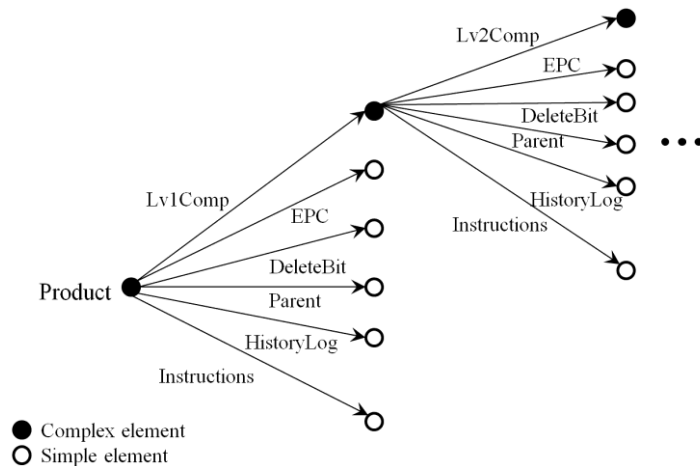 Lv2Comp
EPC
DeleteBit
Parent
HistoryLog
Instructions
Lv1Comp
EPC
DeleteBit
Parent
HistoryLog
Instructions
Product
Complex element
Simple element